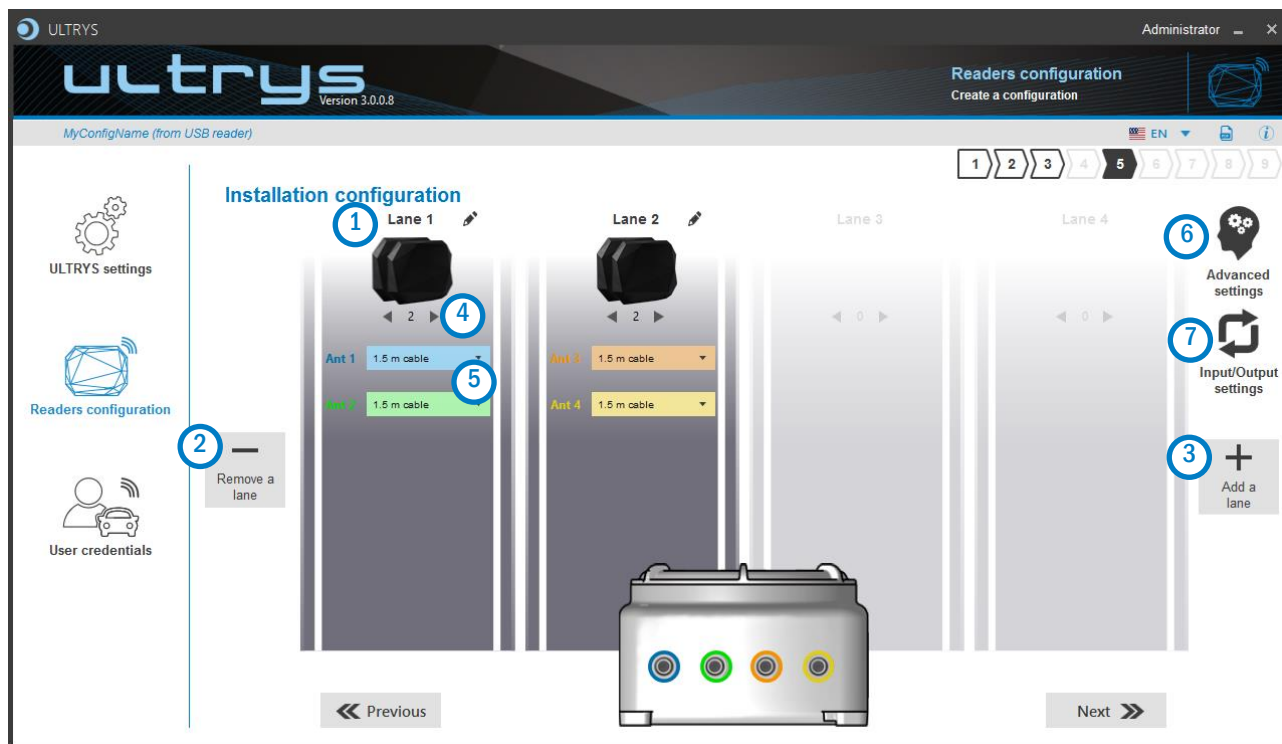 ULTRYS
Administrator
ultrys
Version 3.0.0.8
Readers configuration
Create a configuration
MyConfigName (from USB reader)
EN
1 2 3 4 5 6 7 8 9
Installation configuration
1
Lane 1
Lane 2
Lane 3
Lane 4
6
ULTRYS settings
Advanced
settings
2
4
2
0
0
7
Ant 1
1.5 m cable
Ant 3
1.5 m cable
Input/Output
settings
5
Ant 2
1.5 m cable
Ant 4
1.5 m cable
Readers configuration
2
Remove a
lane
3
Add a
lane
User credentials
Previous
Next